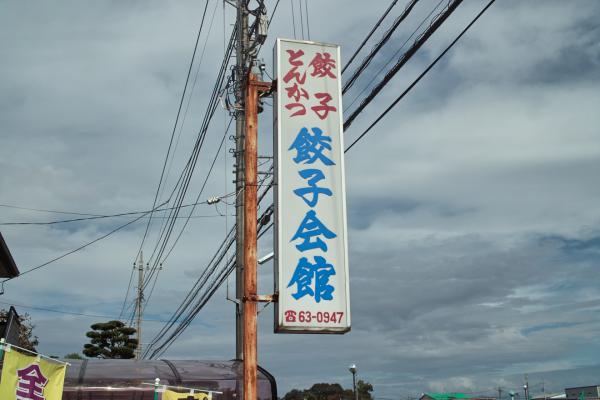 餃子
とんかつ
餃子会館
☎63-0947
全